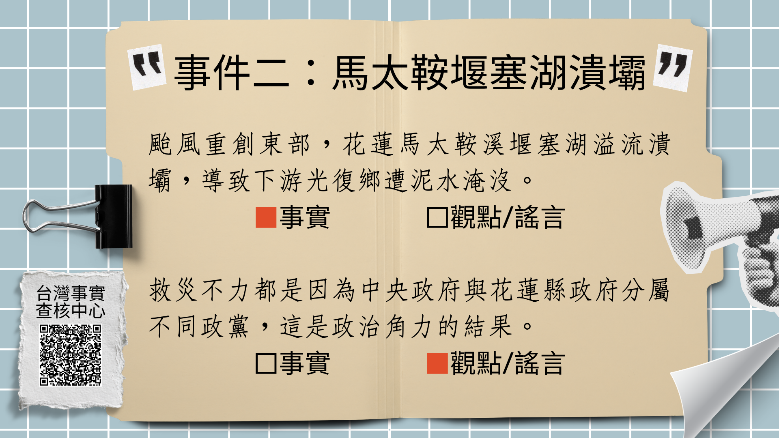 ❜❜事件二：馬太鞍堰塞湖潰壩❜❜
颱風重創東部，花蓮馬太鞍溪堰塞湖溢流潰
壩，導致下游光復鄉遭泥水淹沒。
■事實 □觀點/謠言
台灣事實
查核中心
救災不力都是因為中央政府與花蓮縣政府分屬
不同政黨，這是政治角力的結果。
□事實 ■觀點/謠言